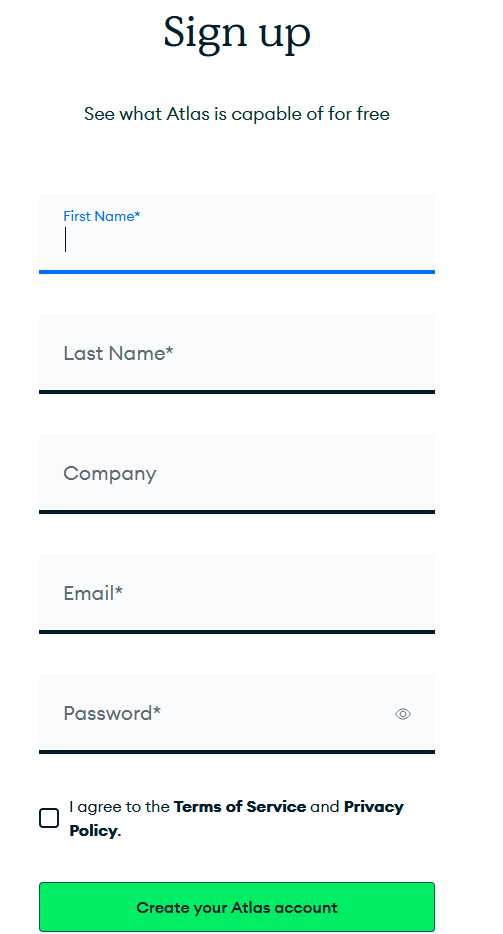 Sign up
See what Atlas is capable of for free
First Name*
Last Name*
Company
Email*
Password*
I agree to the Terms of Service and Privacy
Policy.
Create your Atlas account